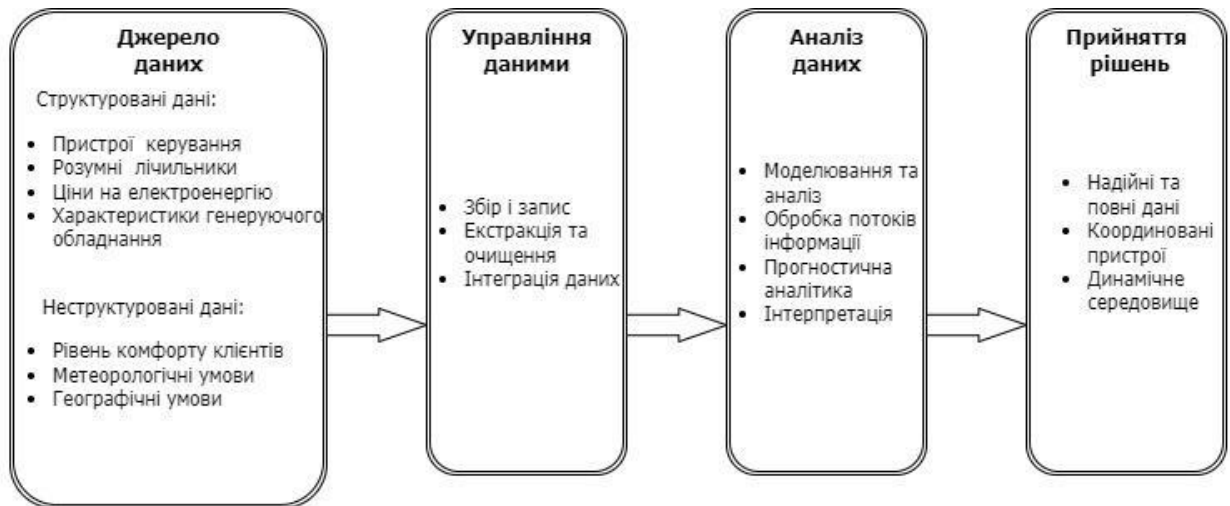 Джерело
даних
Структуровані дані:
• Пристрої керування
• Розумні лічильники
• Ціни на електроенергію
• Характеристики генеруючого
обладнання
Неструктуровані дані:
• Рівень комфорту клієнтів
• Метеорологічні умови
• Географічні умови
Управління
даними
• Збір і запис
• Екстракція та
очищення
• Інтеграція даних
Аналіз
даних
• Моделювання та
аналіз
• Обробка потоків
інформації
• Прогностична
аналітика
• Інтерпретація
Прийняття
рішень
• Надійні та
повні дані
• Координовані
пристрої
• Динамічне
середовище